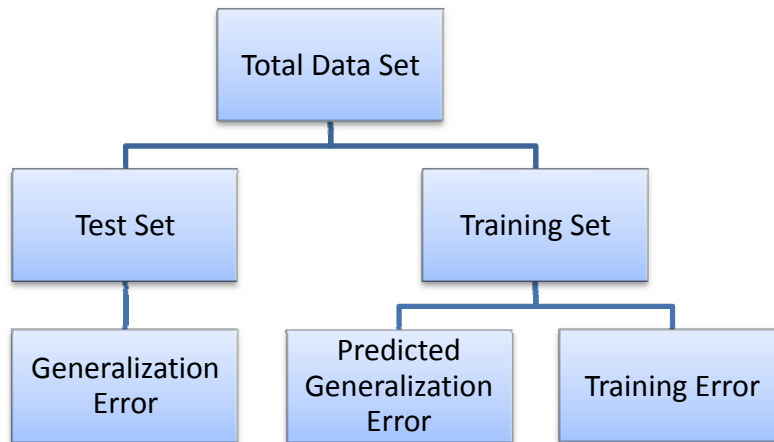 Total Data Set
Test Set
Training Set
Generalization
Error
Predicted
Generalization
Error
Training Error